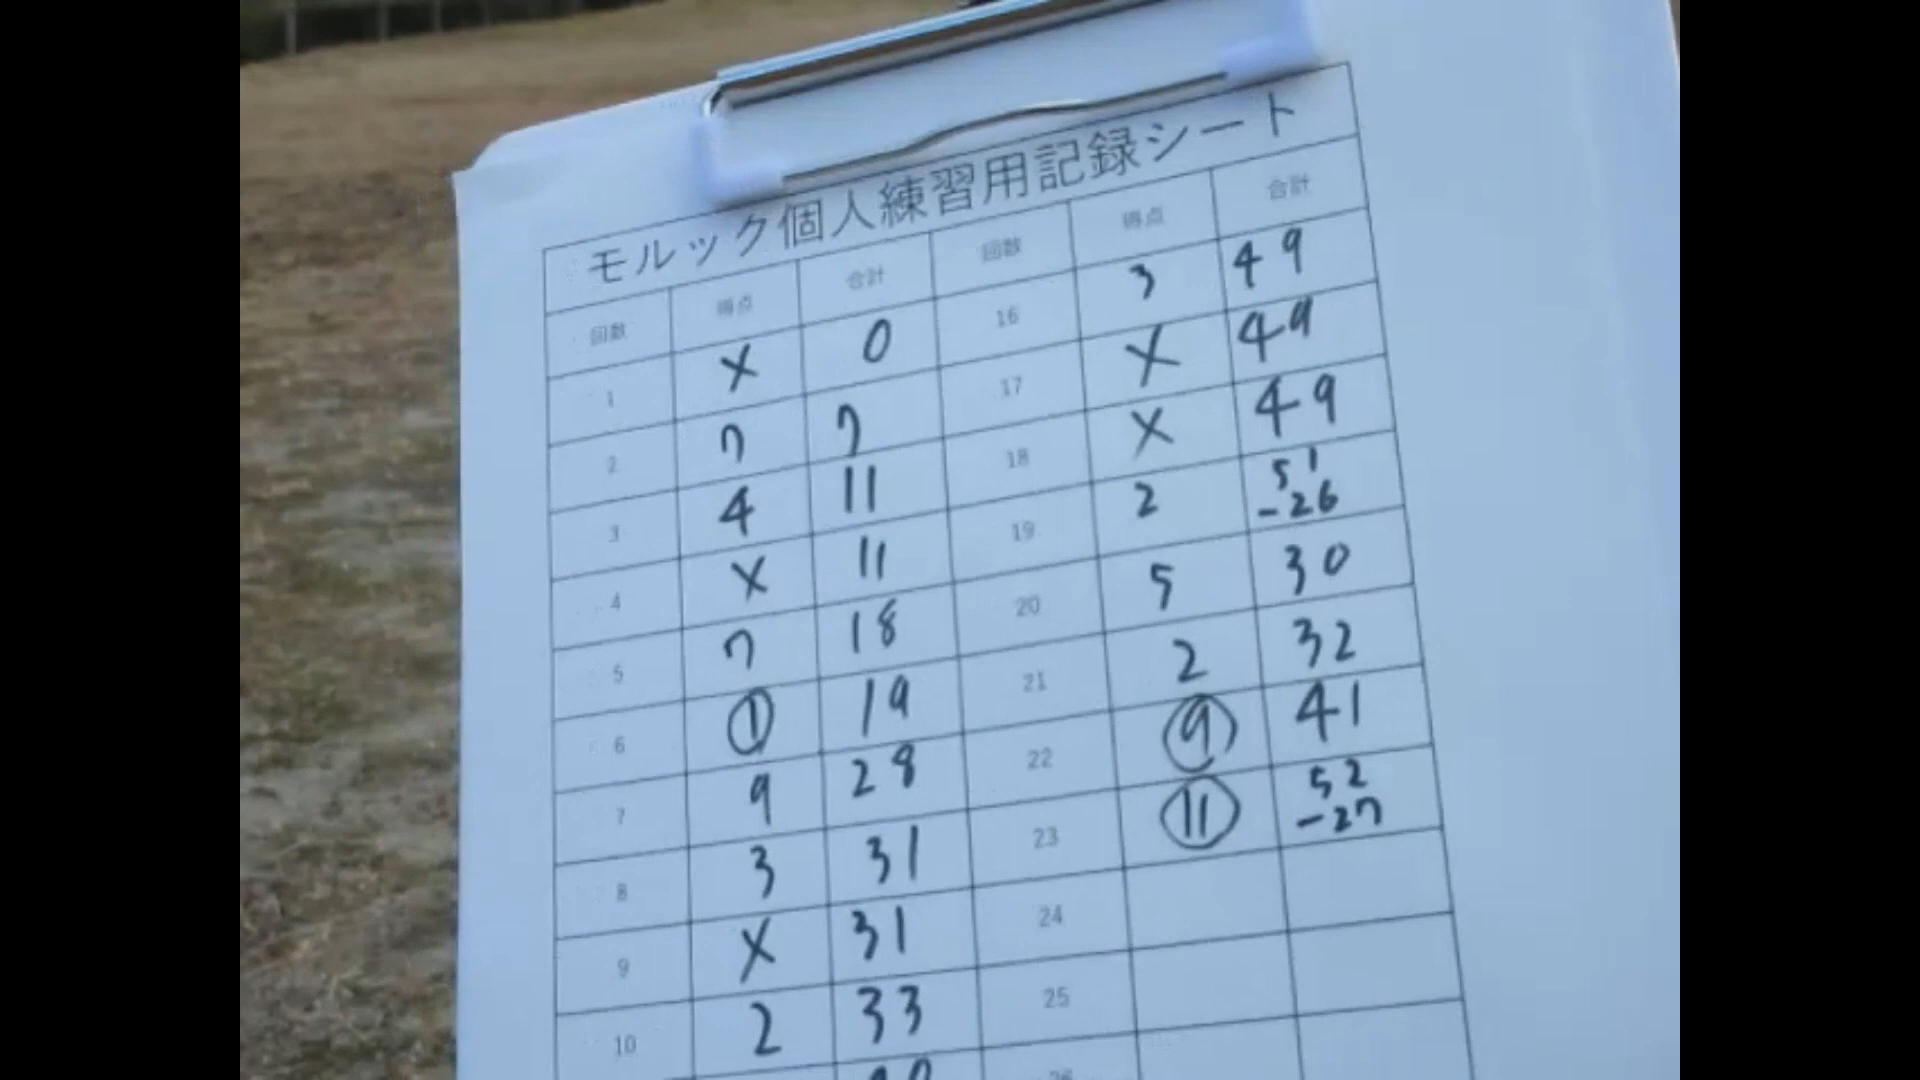 モルック個人練習用記録シート
回数 得点 合計 回数 得点 合計
1 X 0 16 3 49
2 7 7 17 X 49
3 4 11 18 X 49
4 X 11 19 2 51 -26
5 7 18 20 5 30
6 ① 19 21 2 32
7 9 28 22 ⑨ 41
8 3 31 23 ⑪ 52 -27
9 X 31 24
10 2 33 25
26